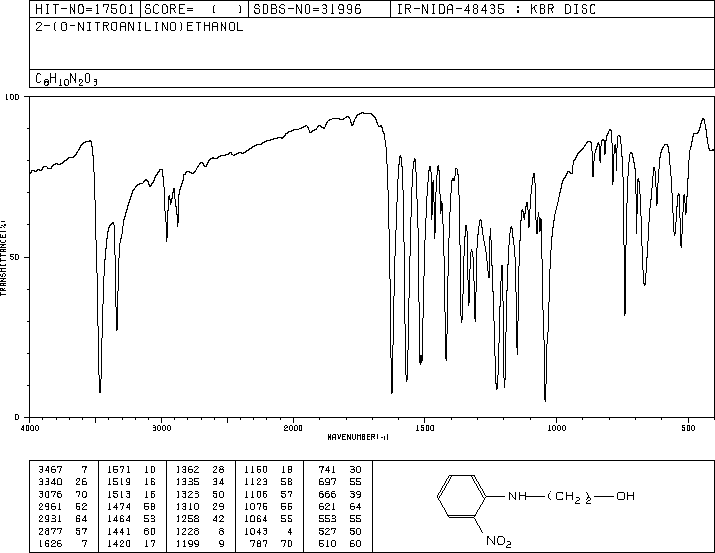 HIT-NO=17501 SCORE= ( ) SDBS-NO=31996 IR-NIDA-48435 : KBR DISC
2-(O-NITROANILINO)ETHANOL
C8H10N2O3
100
50
0
TRANSMITTANCE(%)
4000 3000 2000 1500 1000 500
WAVENUMBER(-1)
3467 7 1571 10 1362 28 1150 18 741 30
3340 26 1519 16 1335 34 1123 58 697 55
3076 70 1513 16 1323 50 1106 57 666 39
2961 52 1474 58 1310 29 1076 55 621 64
2931 64 1464 53 1258 42 1064 55 553 55
2877 57 1441 60 1228 8 1043 4 527 50
1626 7 1420 17 1199 9 787 70 510 60
NH (CH2)2 OH
NO2